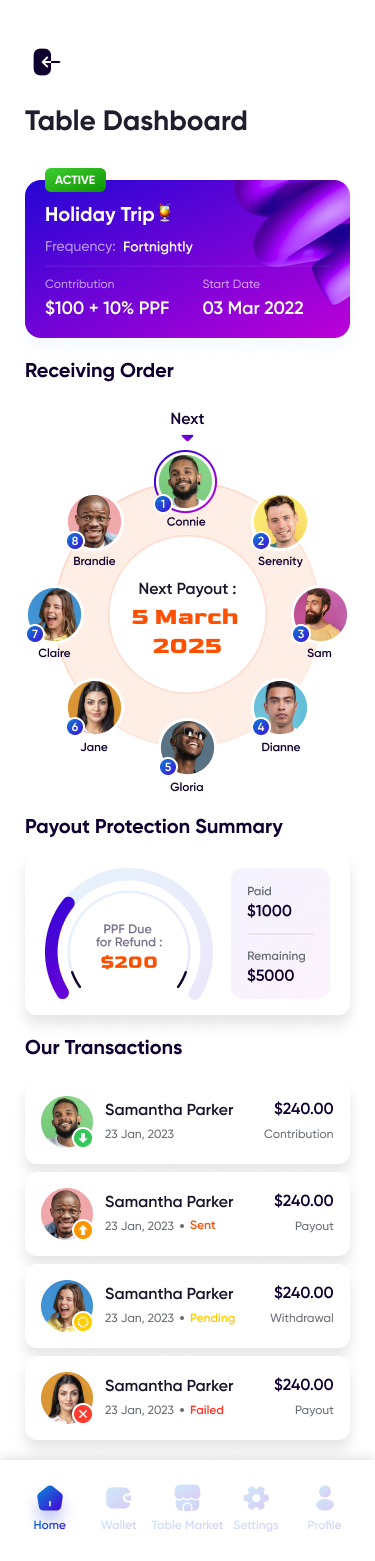 Table Dashboard
ACTIVE
Holiday Trip
Frequency: Fortnightly
Contribution
Start Date
$100 + 10% PPF
03 Mar 2022
Receiving Order
Next
1
Connie
8
Brandie
2
Serenity
Next Payout :
5 March
2025
7
Claire
3
Sam
6
Jane
4
Dianne
5
Gloria
Payout Protection Summary
PPF Due
for Refund :
$200
Paid
$1000
Remaining
$5000
Our Transactions
Samantha Parker
$240.00
23 Jan, 2023
Contribution
Samantha Parker
$240.00
23 Jan, 2023 • Sent
Payout
Samantha Parker
$240.00
23 Jan, 2023 • Pending
Withdrawal
Samantha Parker
$240.00
23 Jan, 2023 • Failed
Payout
Home
Wallet
Table Market
Settings
Profile